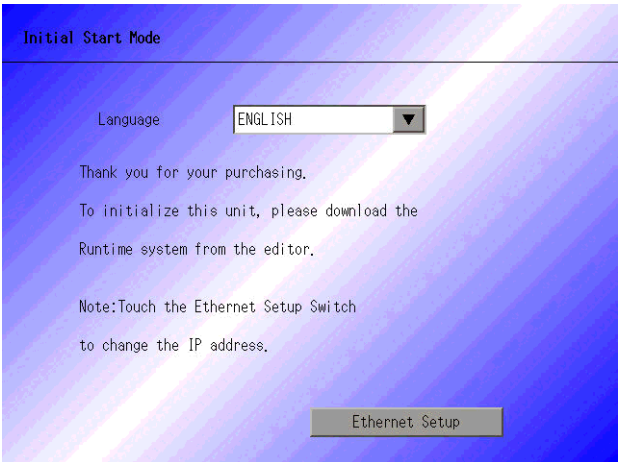 Initial Start Mode
Language
ENGLISH
Thank you for your purchasing.
To initialize this unit, please download the
Runtime system from the editor.
Note:Touch the Ethernet Setup Switch
to change the IP address.
Ethernet Setup